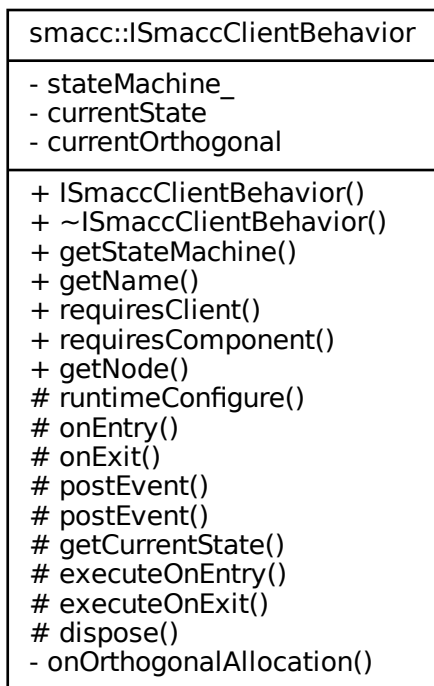 smacc::ISmaccClientBehavior
- stateMachine_
- currentState
- currentOrthogonal
+ ISmaccClientBehavior()
+ ~ISmaccClientBehavior()
+ getStateMachine()
+ getName()
+ requiresClient()
+ requiresComponent()
+ getNode()
# runtimeConfigure()
# onEntry()
# onExit()
# postEvent()
# postEvent()
# getCurrentState()
# executeOnEntry()
# executeOnExit()
# dispose()
- onOrthogonalAllocation()